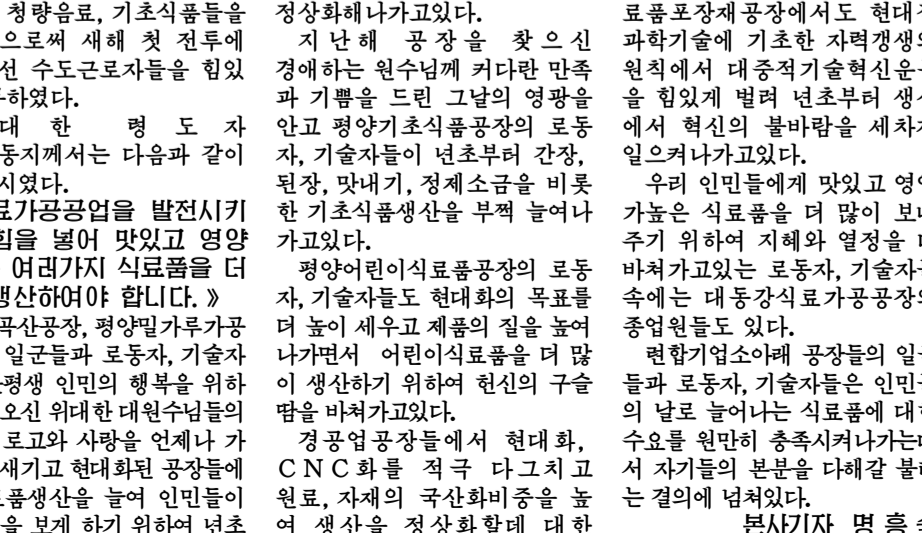 청량음료, 기초식품들을
으로써 새해 첫 전투에
선 수도근로자들을 힘있
하였다.
대 한 령 도 자
동지께서는 다음과 같이
시였다.
료가공공업을 발전시키
힘을 넣어 맛있고 영양
여러가지 식료품을 더
생산하여야 합니다.》
곡산공장, 평양밀가루가공
일군들과 로동자, 기술자
평생 인민의 행복을 위하
오신 위대한 대원수님들의
로고와 사랑을 언제나 가
새기고 현대화된 공장들에
료품생산을 늘여 인민들이
을 보게 하기 위하여 년초
정상화해나가고있다.
지난해 공장을 찾으신
경애하는 원수님께 커다란 만족
과 기쁨을 드린 그날의 영광을
안고 평양기초식품공장의 로동
자, 기술자들이 년초부터 간장,
된장, 맛내기, 정제소금을 비롯
한 기초식품생산을 부쩍 늘여나
가고있다.
평양어린이식료품공장의 로동
자, 기술자들도 현대화의 목표를
더 높이 세우고 제품의 질을 높여
나가면서 어린이식료품을 더 많
이 생산하기 위하여 헌신의 구슬
땀을 바쳐가고있다.
경공업공장들에서 현대화,
CNC화를 적극 다그치고
원료, 자재의 국산화비중을 높
여 생산을 정상화할데 대한
료품포장재공장에서도 현대
과학기술에 기초한 자력갱생의
원칙에서 대중적기술혁신운
을 힘있게 벌려 년초부터 생
에서 혁신의 불바람을 세차
일으켜나가고있다.
우리 인민들에게 맛있고 영양
가높은 식료품을 더 많이 보내
주기 위하여 지혜와 열정을 다
바쳐가고있는 로동자, 기술자
속에는 대동강식료가공공장의
종업원들도 있다.
련합기업소아래 공장들의 일군
들과 로동자, 기술자들은 인민
의 날로 늘어나는 식료품에 대한
수요를 원만히 충족시켜나가는데
서 자기들의 본분을 다해갈 불
는 결의에 넘쳐있다.
본사기자 명 흥